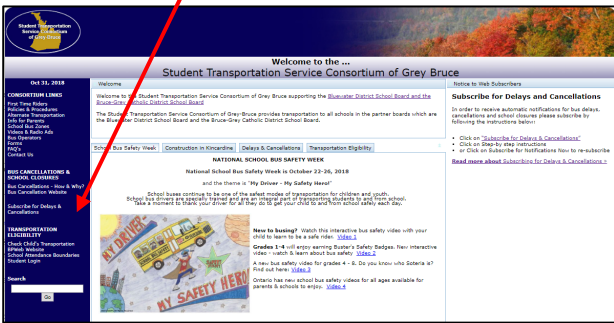 Student Transportation
Service Consortium
of Grey Bruce
Welcome to the ...
Student Transportation Service Consortium of Grey Bruce
Oct 31, 2018
CONSORTIUM LINKS
First Time Riders
Policies & Procedures
Alternate Transportation
Info for Parents
School Bus Zones
Videos & Radio Ads
Bus Operators
Forms
FAQ's
Contact Us
BUS CANCELLATIONS &
SCHOOL CLOSURES
Bus Cancellations - How & Why?
Bus Cancellation Website
Subscribe for Delays &
Cancellations
TRANSPORTATION
ELIGIBILITY
Check Child's Transportation
BPWeb Website
School Attendance Boundaries
Student Login
Search
Go
Welcome
Welcome to the Student Transportation Service Consortium of Grey Bruce supporting the Bluewater District School Board and the
Bruce-Grey Catholic District School Board
The Student Transportation Service Consortium of Grey-Bruce provides transportation to all schools in the partner boards which are
the Bluewater District School Board and the Bruce-Grey Catholic District School Board.
School Bus Safety Week Construction in Kincardine Delays & Cancellations Transportation Eligibility
NATIONAL SCHOOL BUS SAFETY WEEK
National School Bus Safety Week is October 22-26, 2018
and the theme is "My Driver - My Safety Hero!"
School buses continue to be one of the safest modes of transportation for children and youth.
School bus drivers are specially trained and are an integral part of transporting students to and from school.
Take a moment to thank your driver for all they do to get your child to and from school safely each day.
MY DRIVER
MY SAFETY HERO!
New to busing? Watch this interactive bus safety video with your
child to learn to be a safe rider. Video 1
Grades 1-4 will enjoy earning Buster's Safety Badges. New interactive
video - watch & learn about bus safety Video 2
A new bus safety video for grades 4 - 8. Do you know who Soteria is?
Find out here: Video 3
Ontario has new school bus safety videos for all ages available for
parents & schools to enjoy. Video 4
Notice to Web Subscribers
Subscribe for Delays and Cancellations
In order to receive automatic notifications for bus delays,
cancellations and school closures please subscribe by
following the instructions below:
• Click on "Subscribe for Delays & Cancellations"
• Click on Step-by step instructions
• or Click on Subscribe for Notifications Now to re-subscribe
Read more about Subscribing for Delays & Cancellations »